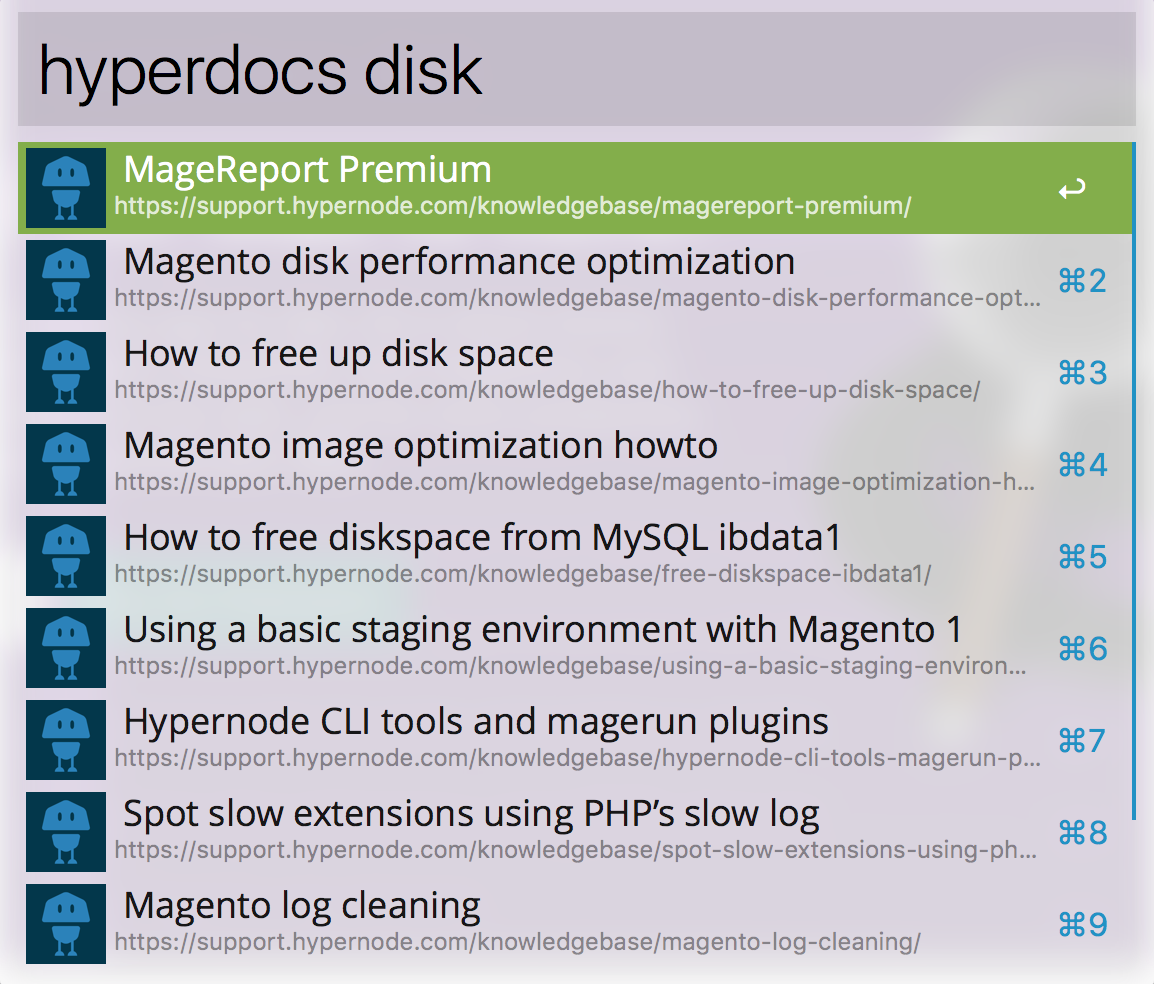 hyperdocs disk
MageReport Premium
https://support.hypernode.com/knowledgebase/magereport-premium/
↩
Magento disk performance optimization
https://support.hypernode.com/knowledgebase/magento-disk-performance-opt...
⌘2
How to free up disk space
https://support.hypernode.com/knowledgebase/how-to-free-up-disk-space/
⌘3
Magento image optimization howto
https://support.hypernode.com/knowledgebase/magento-image-optimization-h...
⌘4
How to free diskspace from MySQL ibdata1
https://support.hypernode.com/knowledgebase/free-diskspace-ibdata1/
⌘5
Using a basic staging environment with Magento 1
https://support.hypernode.com/knowledgebase/using-a-basic-staging-environ...
⌘6
Hypernode CLI tools and magerun plugins
https://support.hypernode.com/knowledgebase/hypernode-cli-tools-magerun-p...
⌘7
Spot slow extensions using PHP’s slow log
https://support.hypernode.com/knowledgebase/spot-slow-extensions-using-ph...
⌘8
Magento log cleaning
https://support.hypernode.com/knowledgebase/magento-log-cleaning/
⌘9